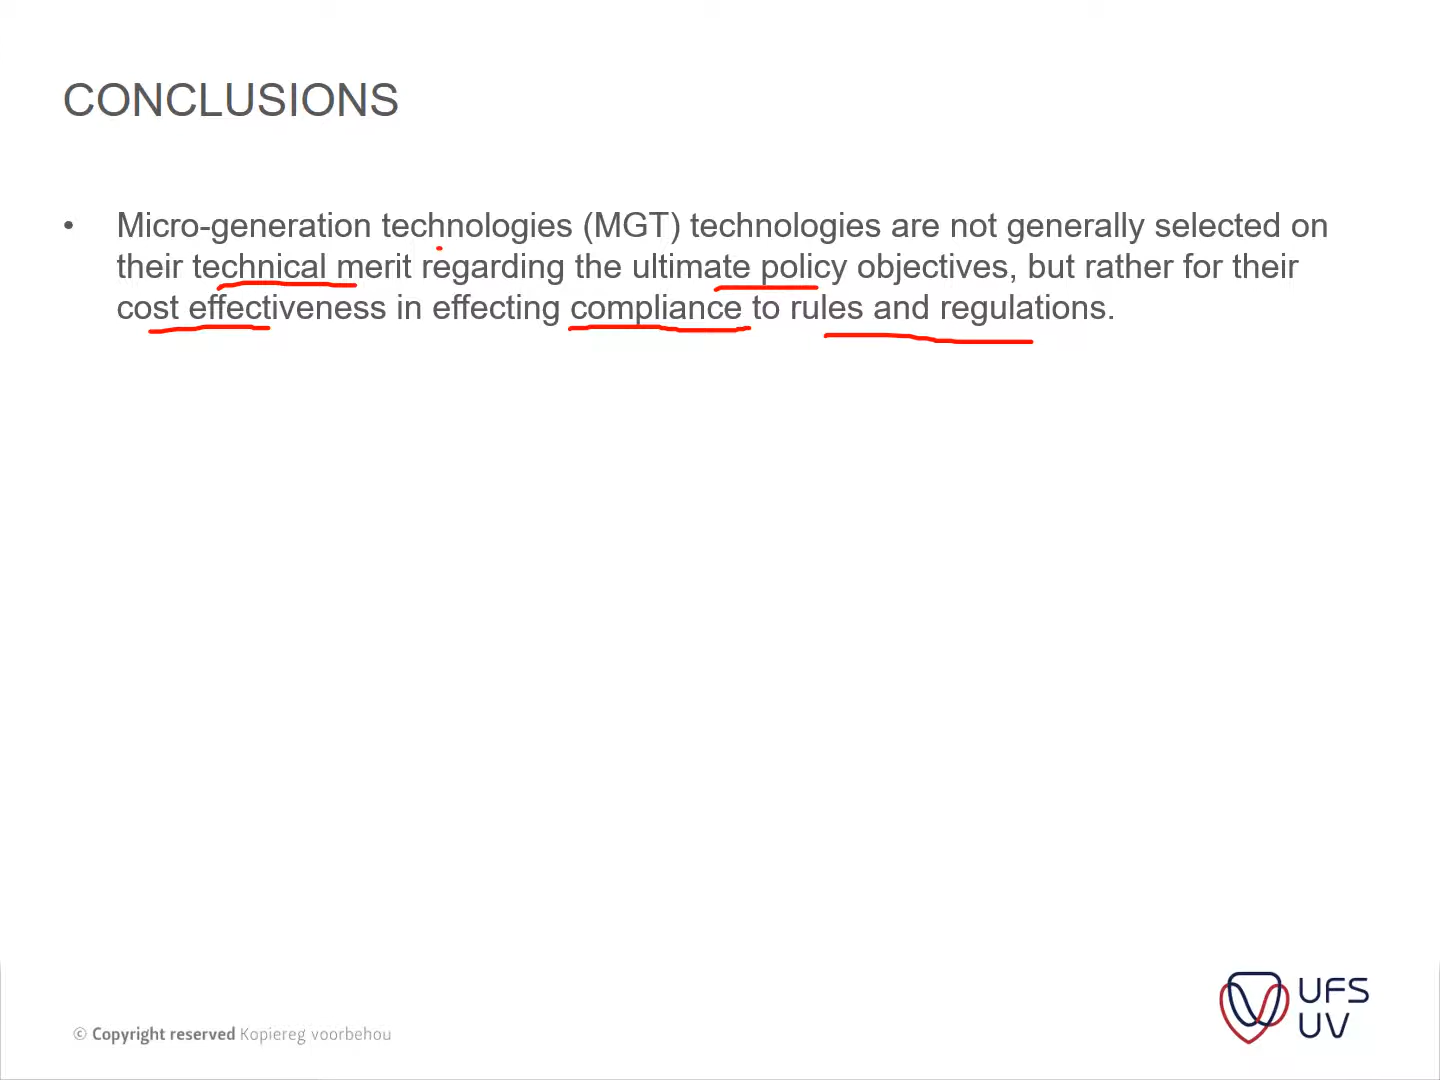 CONCLUSIONS
• Micro-generation technologies (MGT) technologies are not generally selected on
their technical merit regarding the ultimate policy objectives, but rather for their
cost effectiveness in effecting compliance to rules and regulations.
© Copyright reserved Kopiereg voorbehou
UFS
UV